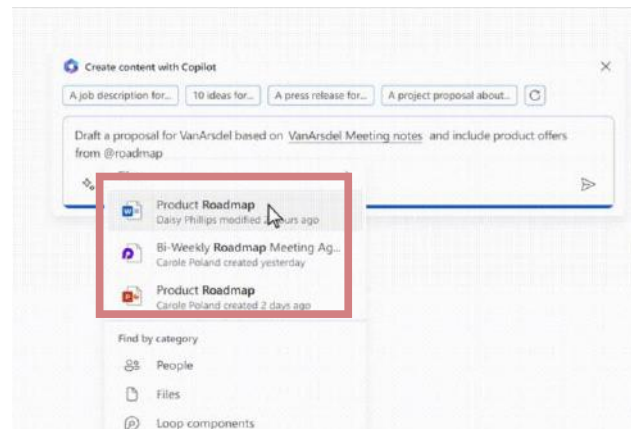 Create content with Copilot
A job description for... 10 ideas for... A press release for... A project proposal about...
Draft a proposal for VanArsdel based on VanArsdel Meeting notes and include product offers
from @roadmap
Product Roadmap
Daisy Phillips modified hours ago
Bi-Weekly Roadmap Meeting Ag...
Carole Poland created yesterday
Product Roadmap
Carole Poland created 2 days ago
Find by category
People
Files
Loop components